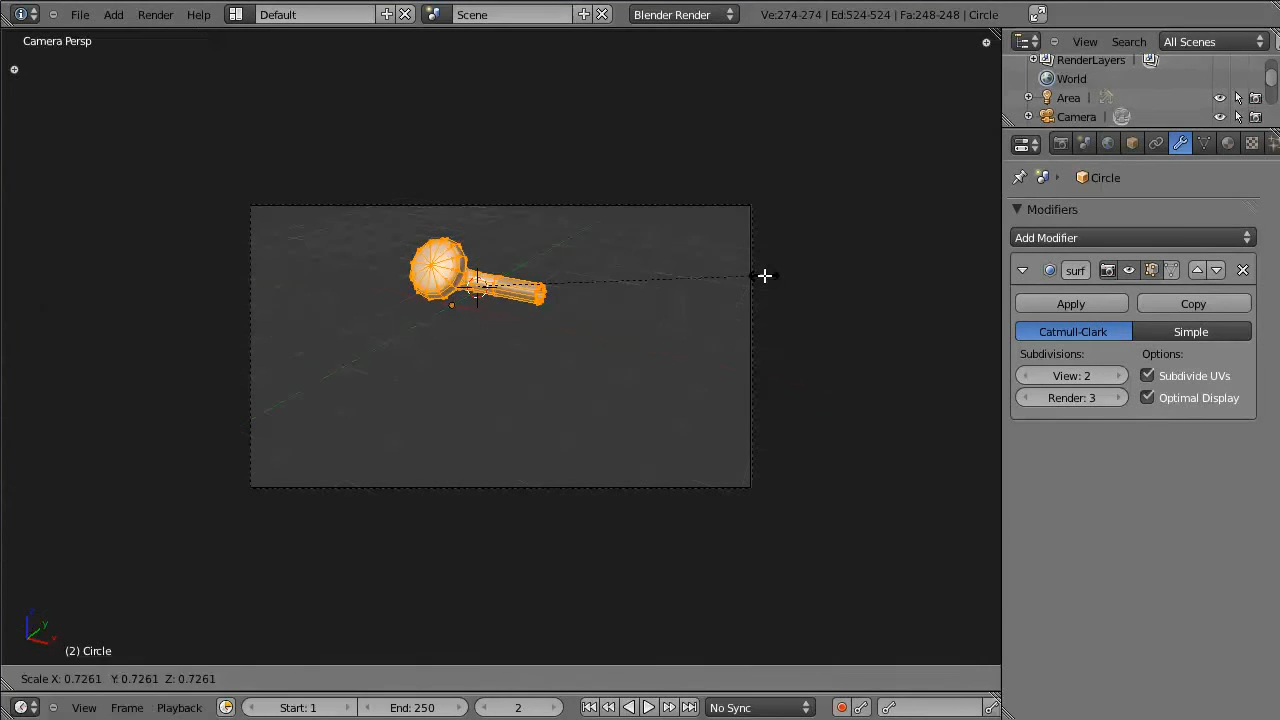 File Add Render Help Default Scene Blender Render Ve:274-274 | Ed:524-524 | Fa:248-248 | Circle
Camera Persp
View Search All Scenes
RenderLayers |
World
Area |
Camera |
Circle
Modifiers
Add Modifier
surf
Apply Copy
Catmull-Clark Simple
Subdivisions: Options:
View: 2 Subdivide UVs
Render: 3 Optimal Display
z
y
x
(2) Circle
Scale X: 0.7261 Y: 0.7261 Z: 0.7261
View Frame Playback Start: 1 End: 250 2 No Sync